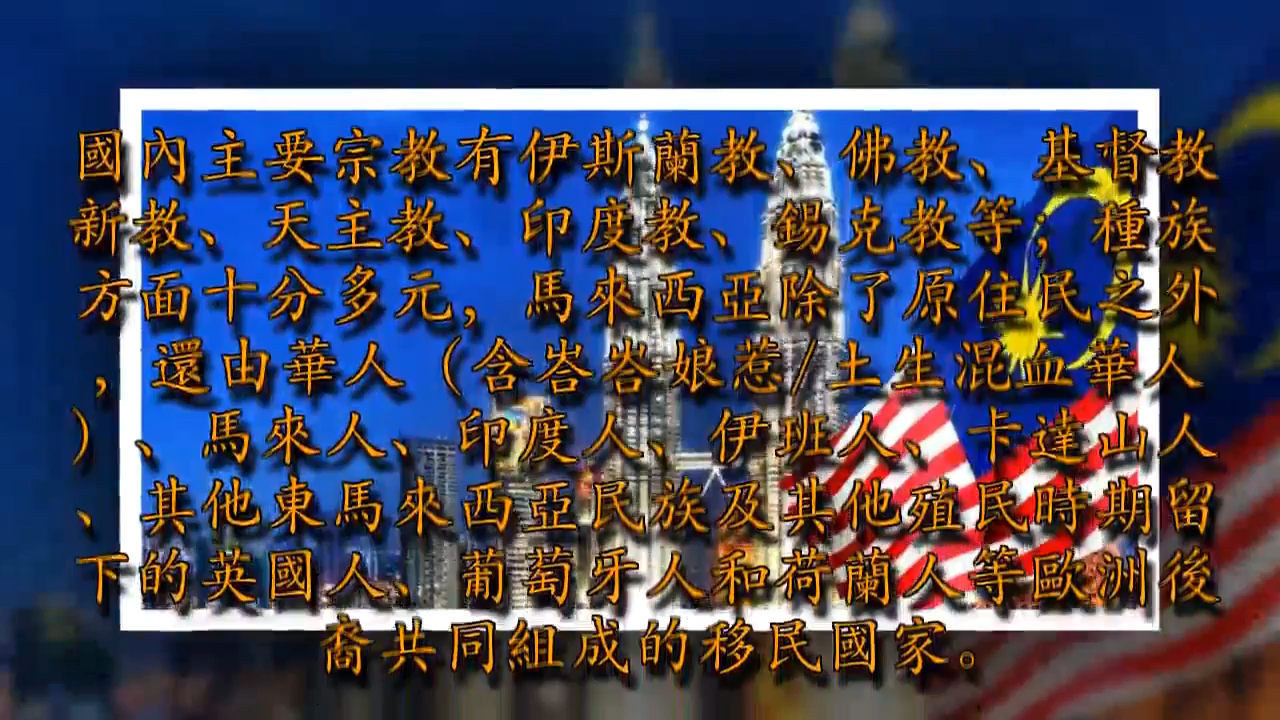 國內主要宗教有伊斯蘭教、佛教、基督教
新教、天主教、印度教、錫克教等；種族
方面十分多元，馬來西亞除了原住民之外
，還由華人（含峇峇娘惹/土生混血華人
）、馬來人、印度人、伊班人、卡達山人
、其他東馬來西亞民族及其他殖民時期留
下的英國人、葡萄牙人和荷蘭人等歐洲後
裔共同組成的移民國家。